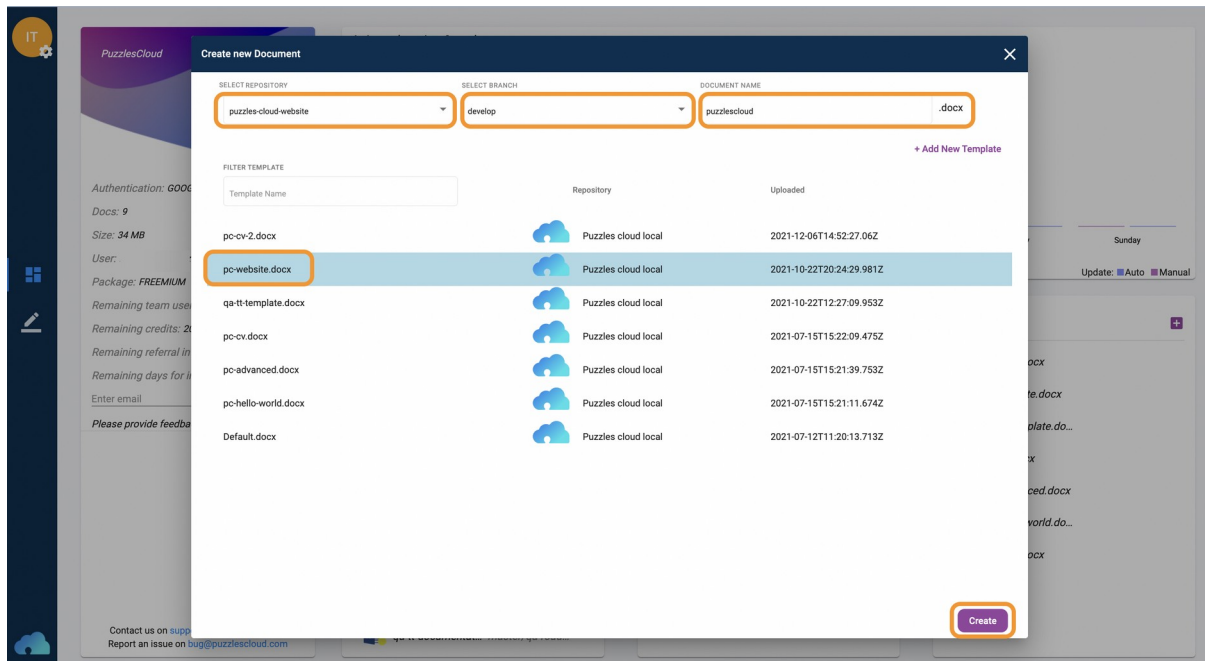 IT
PuzzlesCloud
Create new Document
SELECT REPOSITORY
SELECT BRANCH
DOCUMENT NAME
puzzles-cloud-website
develop
puzzlescloud
.docx
+ Add New Template
FILTER TEMPLATE
Template Name
Repository
Uploaded
pc-cv-2.docx
Puzzles cloud local
2021-12-06T14:52:27.06Z
pc-website.docx
Puzzles cloud local
2021-10-22T20:24:29.981Z
qa-tt-template.docx
Puzzles cloud local
2021-10-22T12:27:09.953Z
pc-cv.docx
Puzzles cloud local
2021-07-15T15:22:09.475Z
pc-advanced.docx
Puzzles cloud local
2021-07-15T15:21:39.753Z
pc-hello-world.docx
Puzzles cloud local
2021-07-15T15:21:11.674Z
Default.docx
Puzzles cloud local
2021-07-12T11:20:13.713Z
Create
Authentication: GOOG
Docs: 9
Size: 34 MB
User:
Package: FREEMIUM
Remaining team use
Remaining credits: 20
Remaining referral in
Remaining days for i
Enter email
Please provide feedba
Contact us on supp
Report an issue on bug@puzzlescloud.com
Sunday
Update: Auto Manual
ocx
te.docx
plate.do...
cx
ced.docx
world.do...
ocx